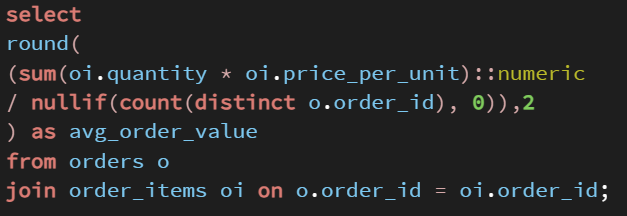 select
round(
(sum(oi.quantity * oi.price_per_unit)::numeric
/ nullif(count(distinct o.order_id), 0)),2
) as avg_order_value
from orders o
join order_items oi on o.order_id = oi.order_id;